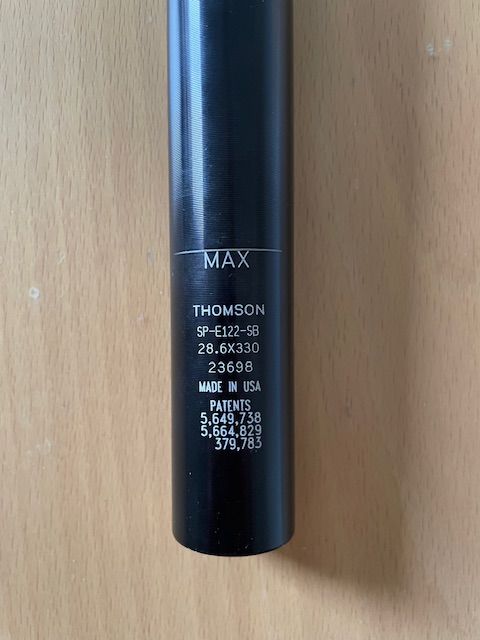 MAX
THOMSON
SP-E122-SB
28.6X330
23698
MADE IN USA
PATENTS
5,649,738
5,664,829
379,783